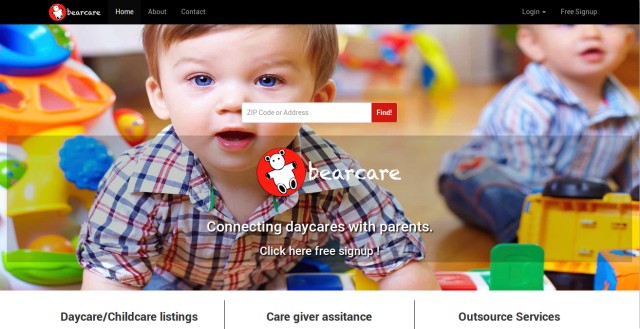 bearcare Home About Contact Login Free Signup
ZIP Code or Address Find!
bearcare
Connecting daycares with parents.
Click here free signup !
Daycare/Childcare listings Care giver assitance Outsource Services